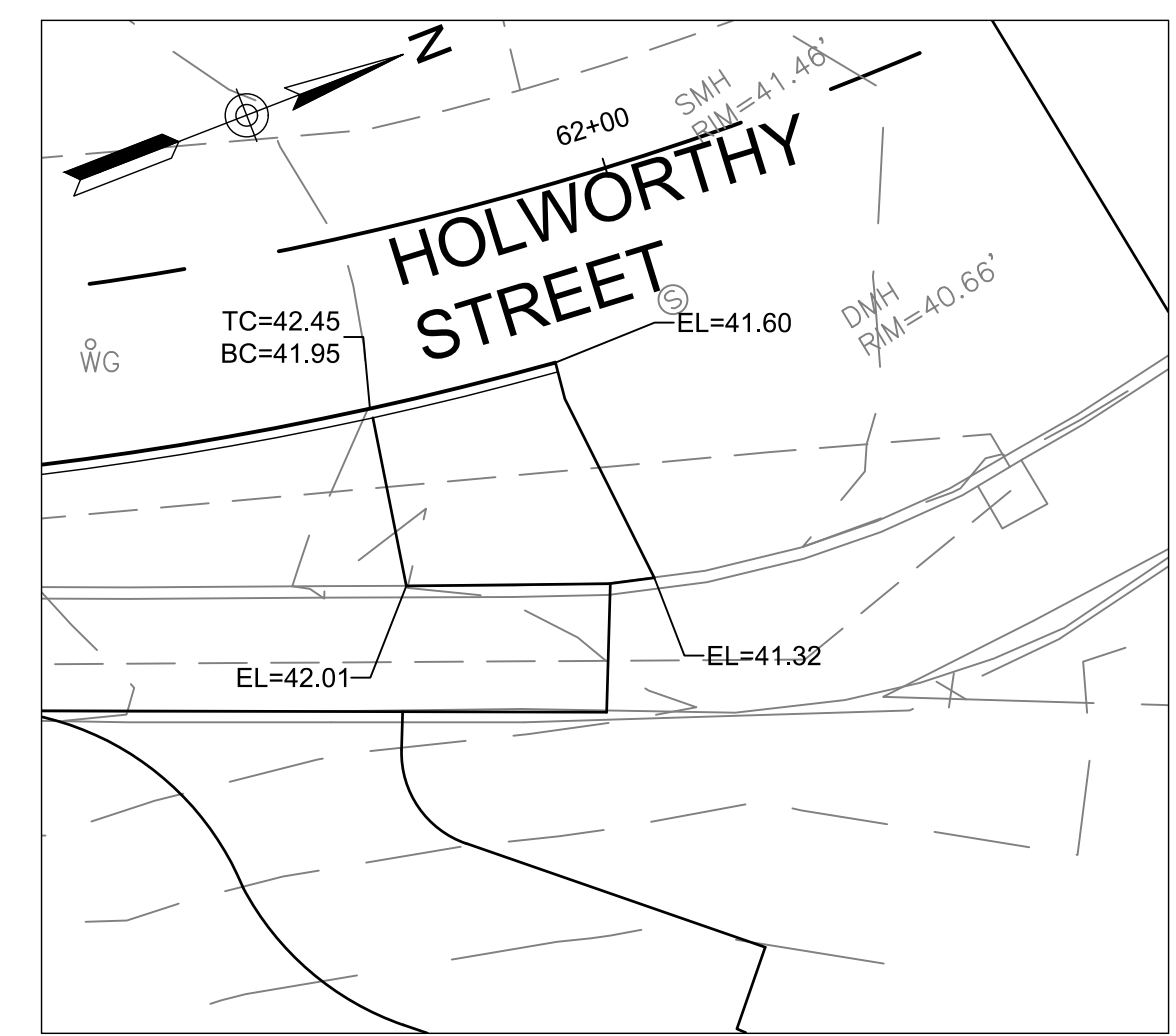 N
SMH
RIM=41.46'
62+00
HOLWORTHY
STREET
S
DMH
RIM=40.66'
TC=42.45
BC=41.95
EL=41.60
WG
EL=42.01
EL=41.32